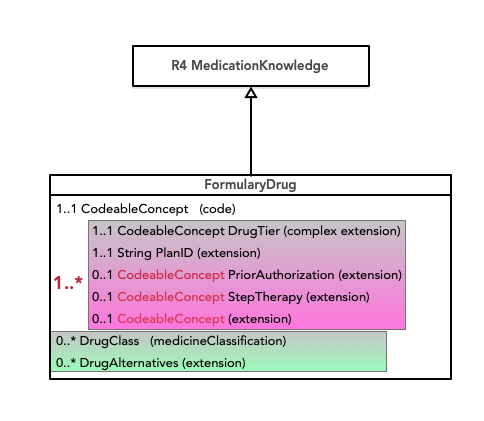 R4 MedicationKnowledge
FormularyDrug
1..1 CodeableConcept (code)
1..1 CodeableConcept DrugTier (complex extension)
1..1 String PlanID (extension)
1..*
0..1 CodeableConcept PriorAuthorization (extension)
0..1 CodeableConcept StepTherapy (extension)
0..1 CodeableConcept (extension)
0..* DrugClass (medicineClassification)
0..* DrugAlternatives (extension)